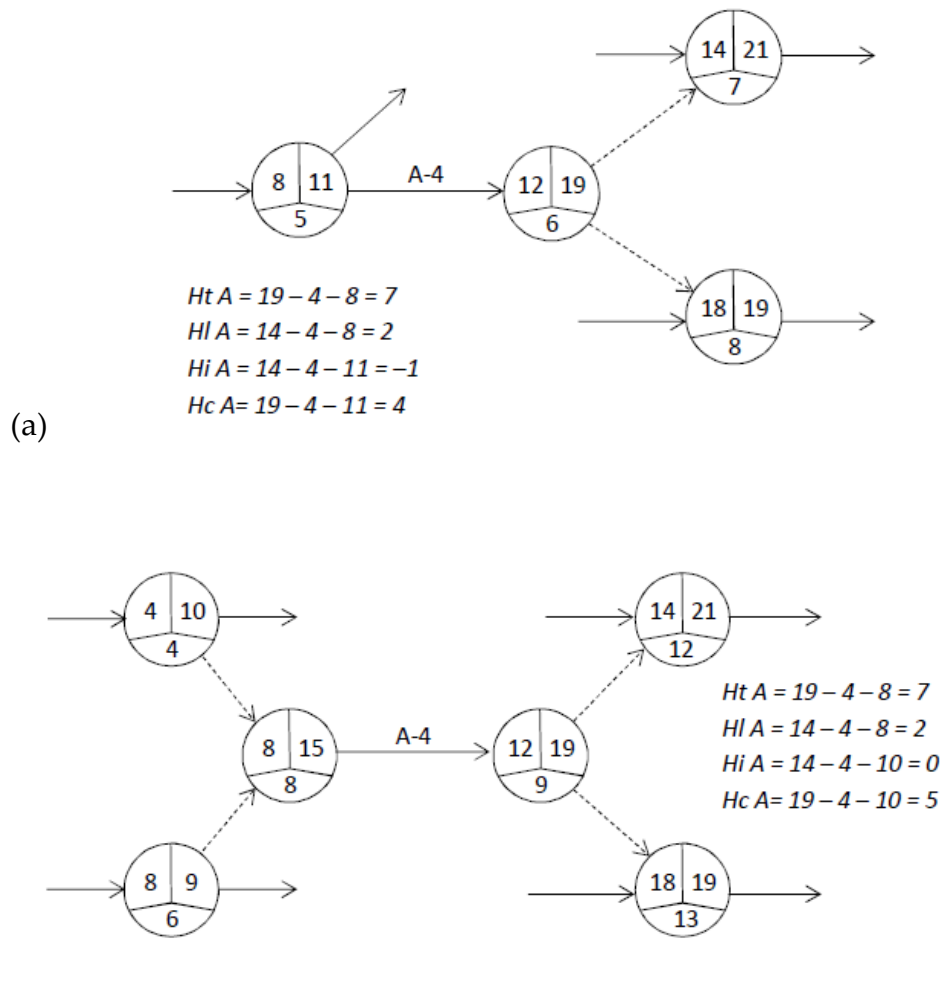 14 21
7
8 11
5
A-4
12 19
6
18 19
8
Ht A = 19 – 4 – 8 = 7
Hl A = 14 – 4 – 8 = 2
Hi A = 14 – 4 – 11 = –1
Hc A= 19 – 4 – 11 = 4
(a)
4 10
4
14 21
12
8 15
8
A-4
12 19
9
Ht A = 19 – 4 – 8 = 7
Hl A = 14 – 4 – 8 = 2
Hi A = 14 – 4 – 10 = 0
Hc A= 19 – 4 – 10 = 5
8 9
6
18 19
13